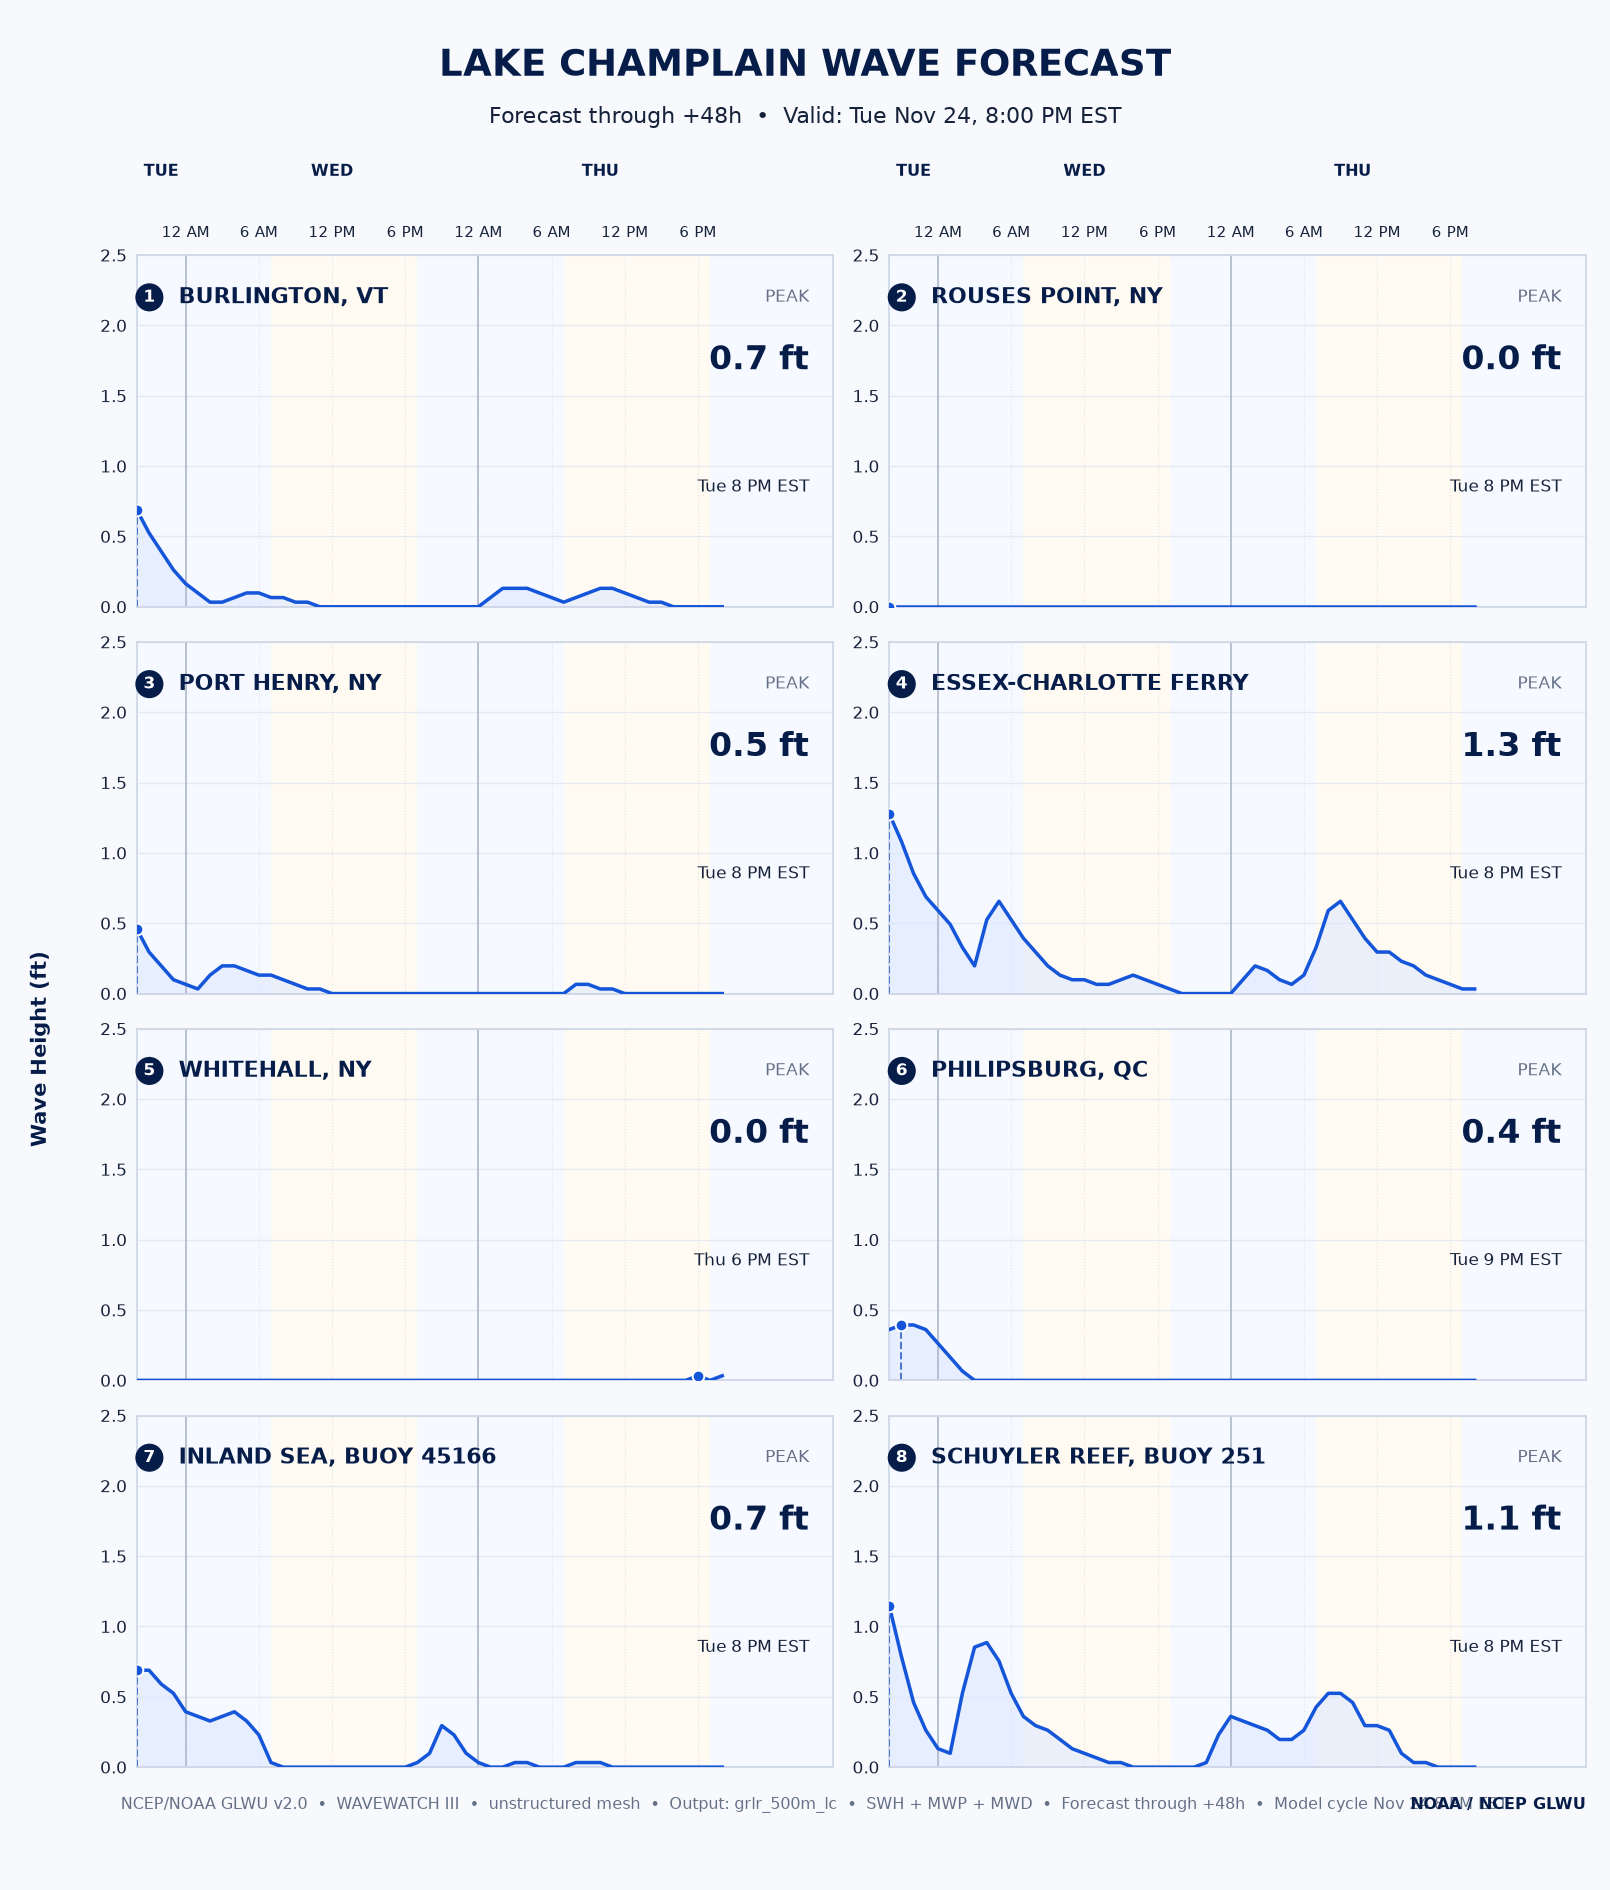 LAKE CHAMPLAIN WAVE FORECAST
Forecast through +48h • Valid: Tue Nov 24, 8:00 PM EST
TUE WED THU TUE WED THU
12 AM 6 AM 12 PM 6 PM 12 AM 6 AM 12 PM 6 PM 12 AM 6 AM 12 PM 6 PM 12 AM 6 AM 12 PM 6 PM
Wave Height (ft)
1 BURLINGTON, VT PEAK
0.7 ft
Tue 8 PM EST
2.5
2.0
1.5
1.0
0.5
0.0
2 ROUSES POINT, NY PEAK
0.0 ft
Tue 8 PM EST
2.5
2.0
1.5
1.0
0.5
0.0
3 PORT HENRY, NY PEAK
0.5 ft
Tue 8 PM EST
2.5
2.0
1.5
1.0
0.5
0.0
4 ESSEX-CHARLOTTE FERRY PEAK
1.3 ft
Tue 8 PM EST
2.5
2.0
1.5
1.0
0.5
0.0
5 WHITEHALL, NY PEAK
0.0 ft
Thu 6 PM EST
2.5
2.0
1.5
1.0
0.5
0.0
6 PHILIPSBURG, QC PEAK
0.4 ft
Tue 9 PM EST
2.5
2.0
1.5
1.0
0.5
0.0
7 INLAND SEA, BUOY 45166 PEAK
0.7 ft
Tue 8 PM EST
2.5
2.0
1.5
1.0
0.5
0.0
8 SCHUYLER REEF, BUOY 251 PEAK
1.1 ft
Tue 8 PM EST
2.5
2.0
1.5
1.0
0.5
0.0
NCEP/NOAA GLWU v2.0 • WAVEWATCH III • unstructured mesh • Output: grlr_500m_lc • SWH + MWP + MWD • Forecast through +48h • Model cycle Nov
NOAA / NCEP GLWU